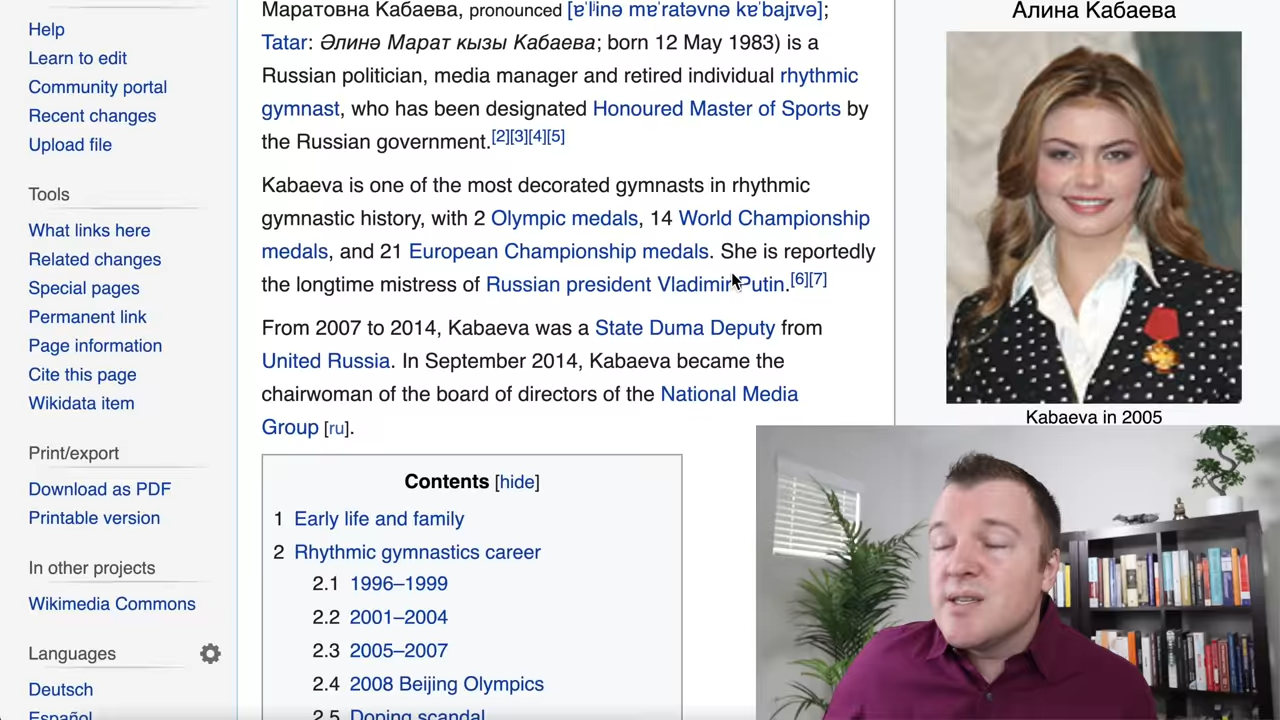 Help
Learn to edit
Community portal
Recent changes
Upload file
Tools
What links here
Related changes
Special pages
Permanent link
Page information
Cite this page
Wikidata item
Print/export
Download as PDF
Printable version
In other projects
Wikimedia Commons
Languages
Deutsch
Español
Маратовна Кабаева, pronounced [ɐˈlʲinə mɐˈratəvnə kɐˈbajɪvə];
Tatar: Әлинә Марат кызы Кабаева; born 12 May 1983) is a
Russian politician, media manager and retired individual rhythmic
gymnast, who has been designated Honoured Master of Sports by
the Russian government.[2][3][4][5]
Kabaeva is one of the most decorated gymnasts in rhythmic
gymnastic history, with 2 Olympic medals, 14 World Championship
medals, and 21 European Championship medals. She is reportedly
the longtime mistress of Russian president Vladimir Putin.[6][7]
From 2007 to 2014, Kabaeva was a State Duma Deputy from
United Russia. In September 2014, Kabaeva became the
chairwoman of the board of directors of the National Media
Group [ru].
Contents [hide]
1 Early life and family
2 Rhythmic gymnastics career
2.1 1996–1999
2.2 2001–2004
2.3 2005–2007
2.4 2008 Beijing Olympics
2.5 Doping scandal
Алина Кабаева
Kabaeva in 2005